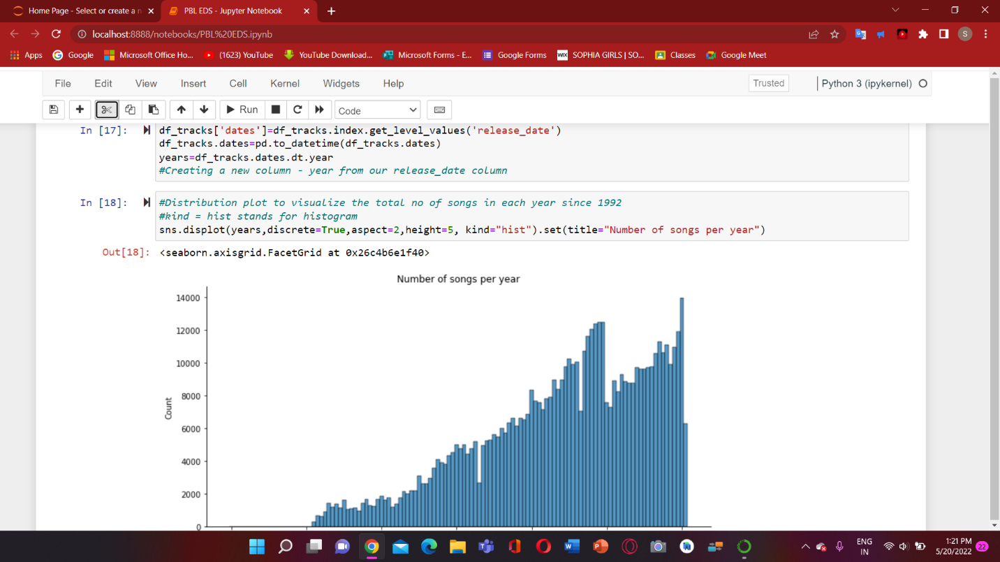 Home Page - Select or create a n
PBL EDS - Jupyter Notebook
localhost:8888/notebooks/PBL%20EDS.ipynb
S
Apps
Google
Microsoft Office Ho...
(1623) YouTube
YouTube Download...
Microsoft Forms - E...
Google Forms
WIX
SOPHIA GIRLS | SO...
Classes
Google Meet
File
Edit
View
Insert
Cell
Kernel
Widgets
Help
Trusted
Python 3 (ipykernel)
Run
Code
In [17]:
df_tracks['dates']=df_tracks.index.get_level_values('release_date')
df_tracks.dates=pd.to_datetime(df_tracks.dates)
years=df_tracks.dates.dt.year
#Creating a new column - year from our release_date column
In [18]:
#Distribution plot to visualize the total no of songs in each year since 1992
#kind = hist stands for histogram
sns.displot(years,discrete=True,aspect=2,height=5, kind="hist").set(title="Number of songs per year")
Out[18]:
<seaborn.axisgrid.FacetGrid at 0x26c4b6e1f40>
Number of songs per year
14000
12000
10000
8000
6000
4000
2000
0
Count
ENG
IN
1:21 PM
5/20/2022
22